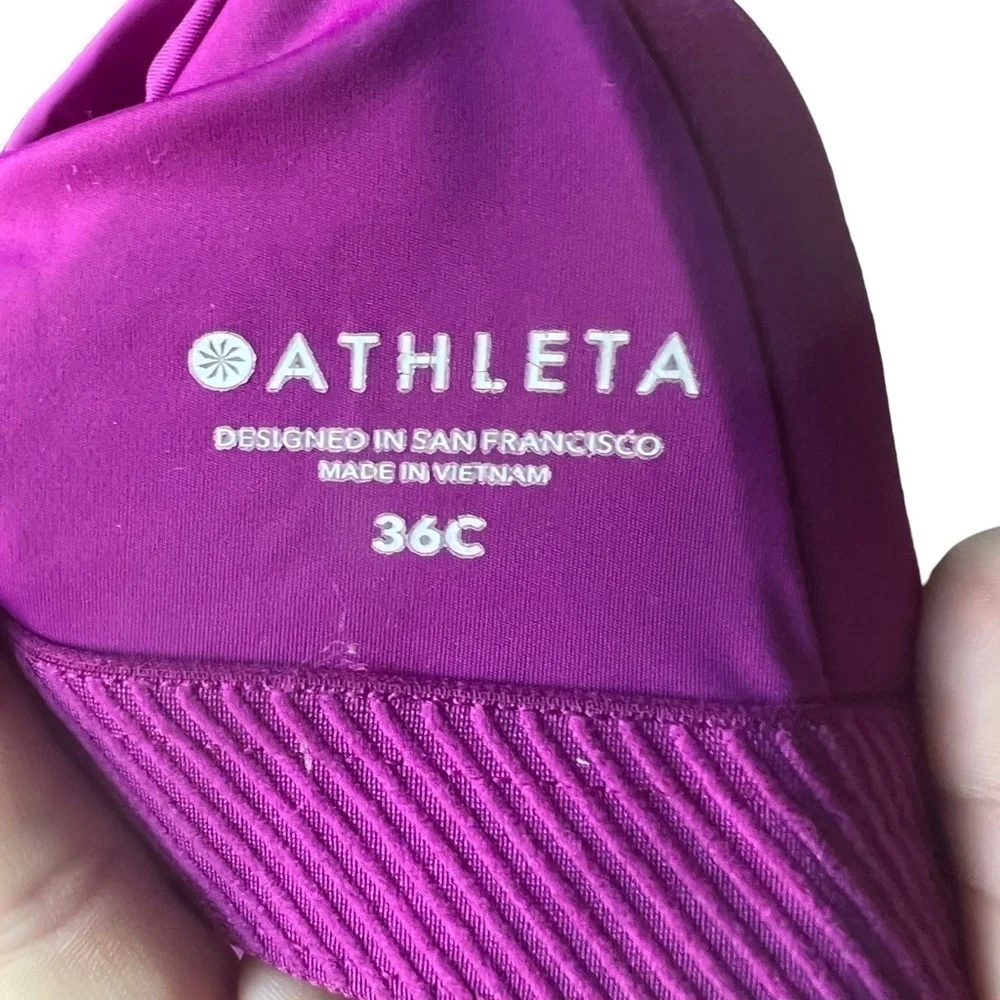 ATHLETA
DESIGNED IN SAN FRANCISCO
MADE IN VIETNAM
36C